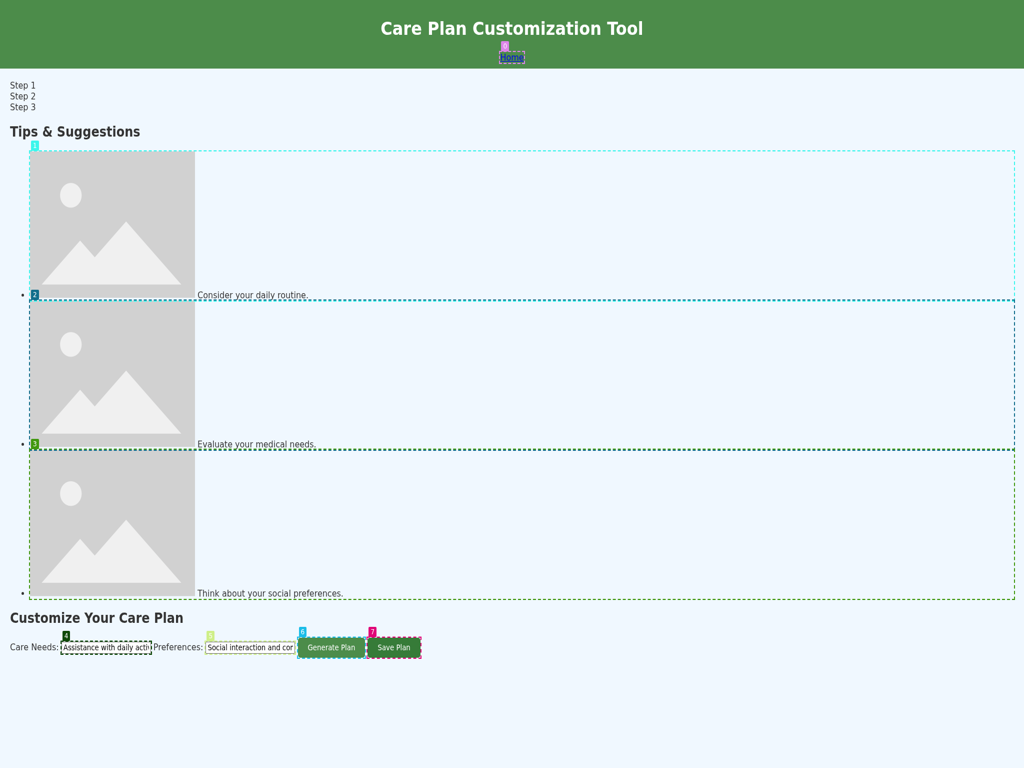 Care Plan Customization Tool
0
Home
Step 1
Step 2
Step 3
Tips & Suggestions
1
Consider your daily routine.
2
Evaluate your medical needs.
3
Think about your social preferences.
Customize Your Care Plan
4 5 6 7
Care Needs: Assistance with daily acti Preferences: Social interaction and cor Generate Plan Save Plan